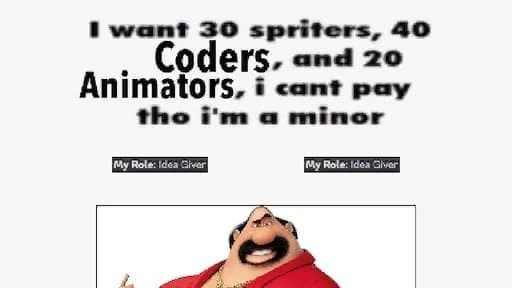 I want 30 spriters, 40
Coders, and 20
Animators, i cant pay
tho i'm a minor
My Role: Idea Giver
My Role: Idea Giver